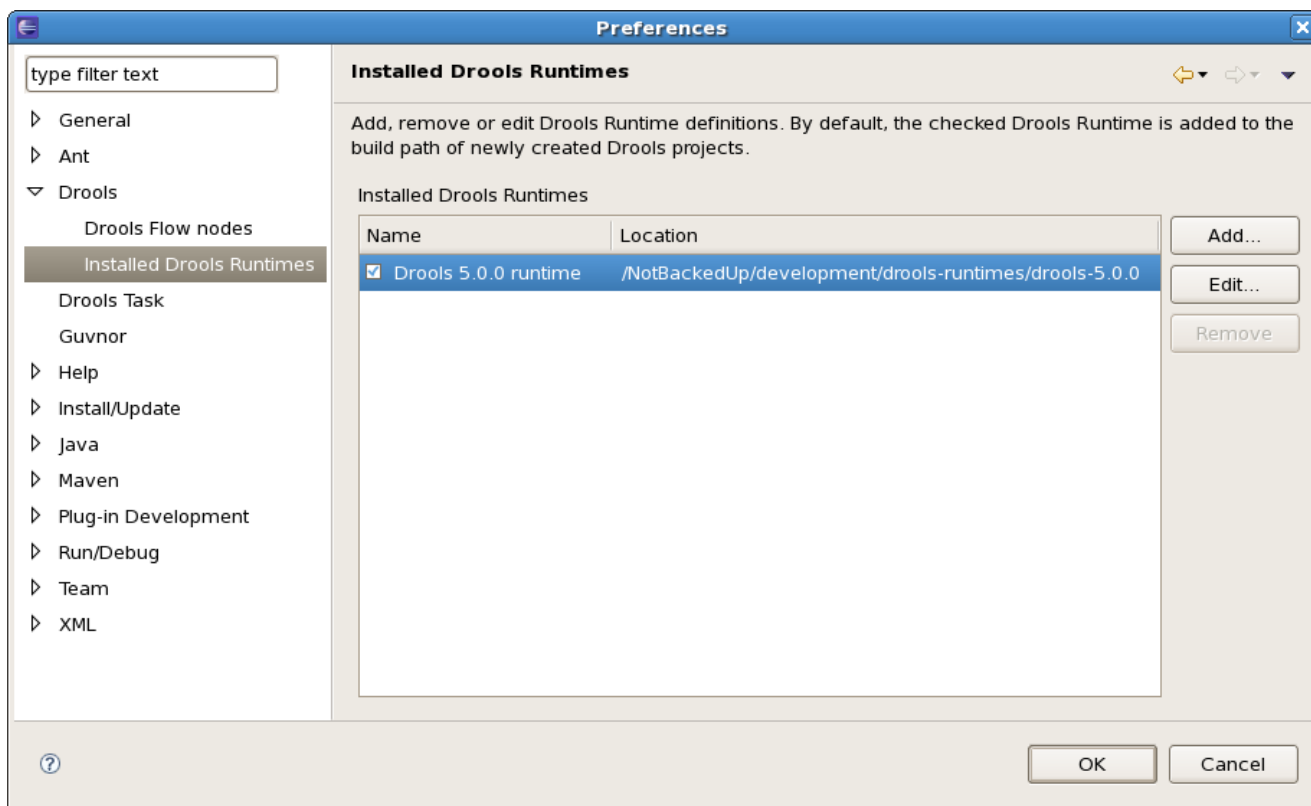 Preferences
type filter text
General
Ant
Drools
Drools Flow nodes
Installed Drools Runtimes
Drools Task
Guvnor
Help
Install/Update
Java
Maven
Plug-in Development
Run/Debug
Team
XML
Installed Drools Runtimes
Add, remove or edit Drools Runtime definitions. By default, the checked Drools Runtime is added to the
build path of newly created Drools projects.
Installed Drools Runtimes
Name Location
Drools 5.0.0 runtime /NotBackedUp/development/drools-runtimes/drools-5.0.0
Add...
Edit...
Remove
OK Cancel